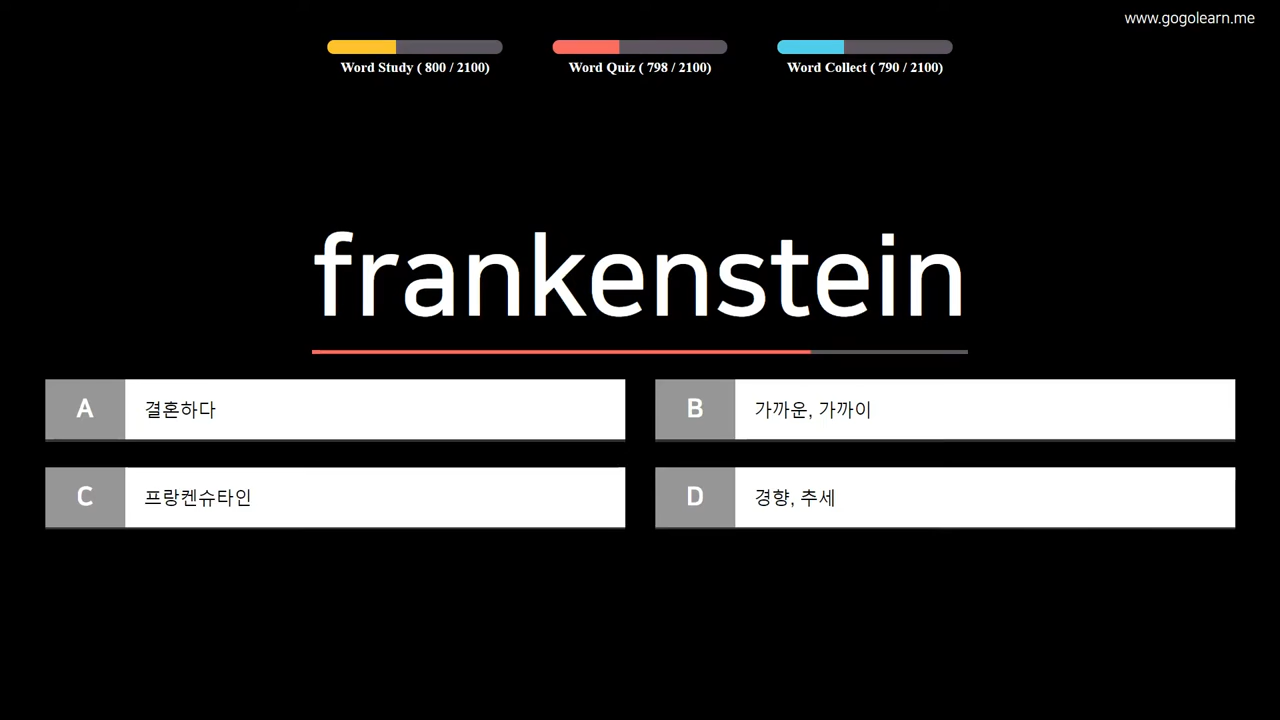 www.gogolearn.me
Word Study ( 800 / 2100)
Word Quiz ( 798 / 2100)
Word Collect ( 790 / 2100)
frankenstein
A 결혼하다
B 가까운, 가까이
C 프랑켄슈타인
D 경향, 추세